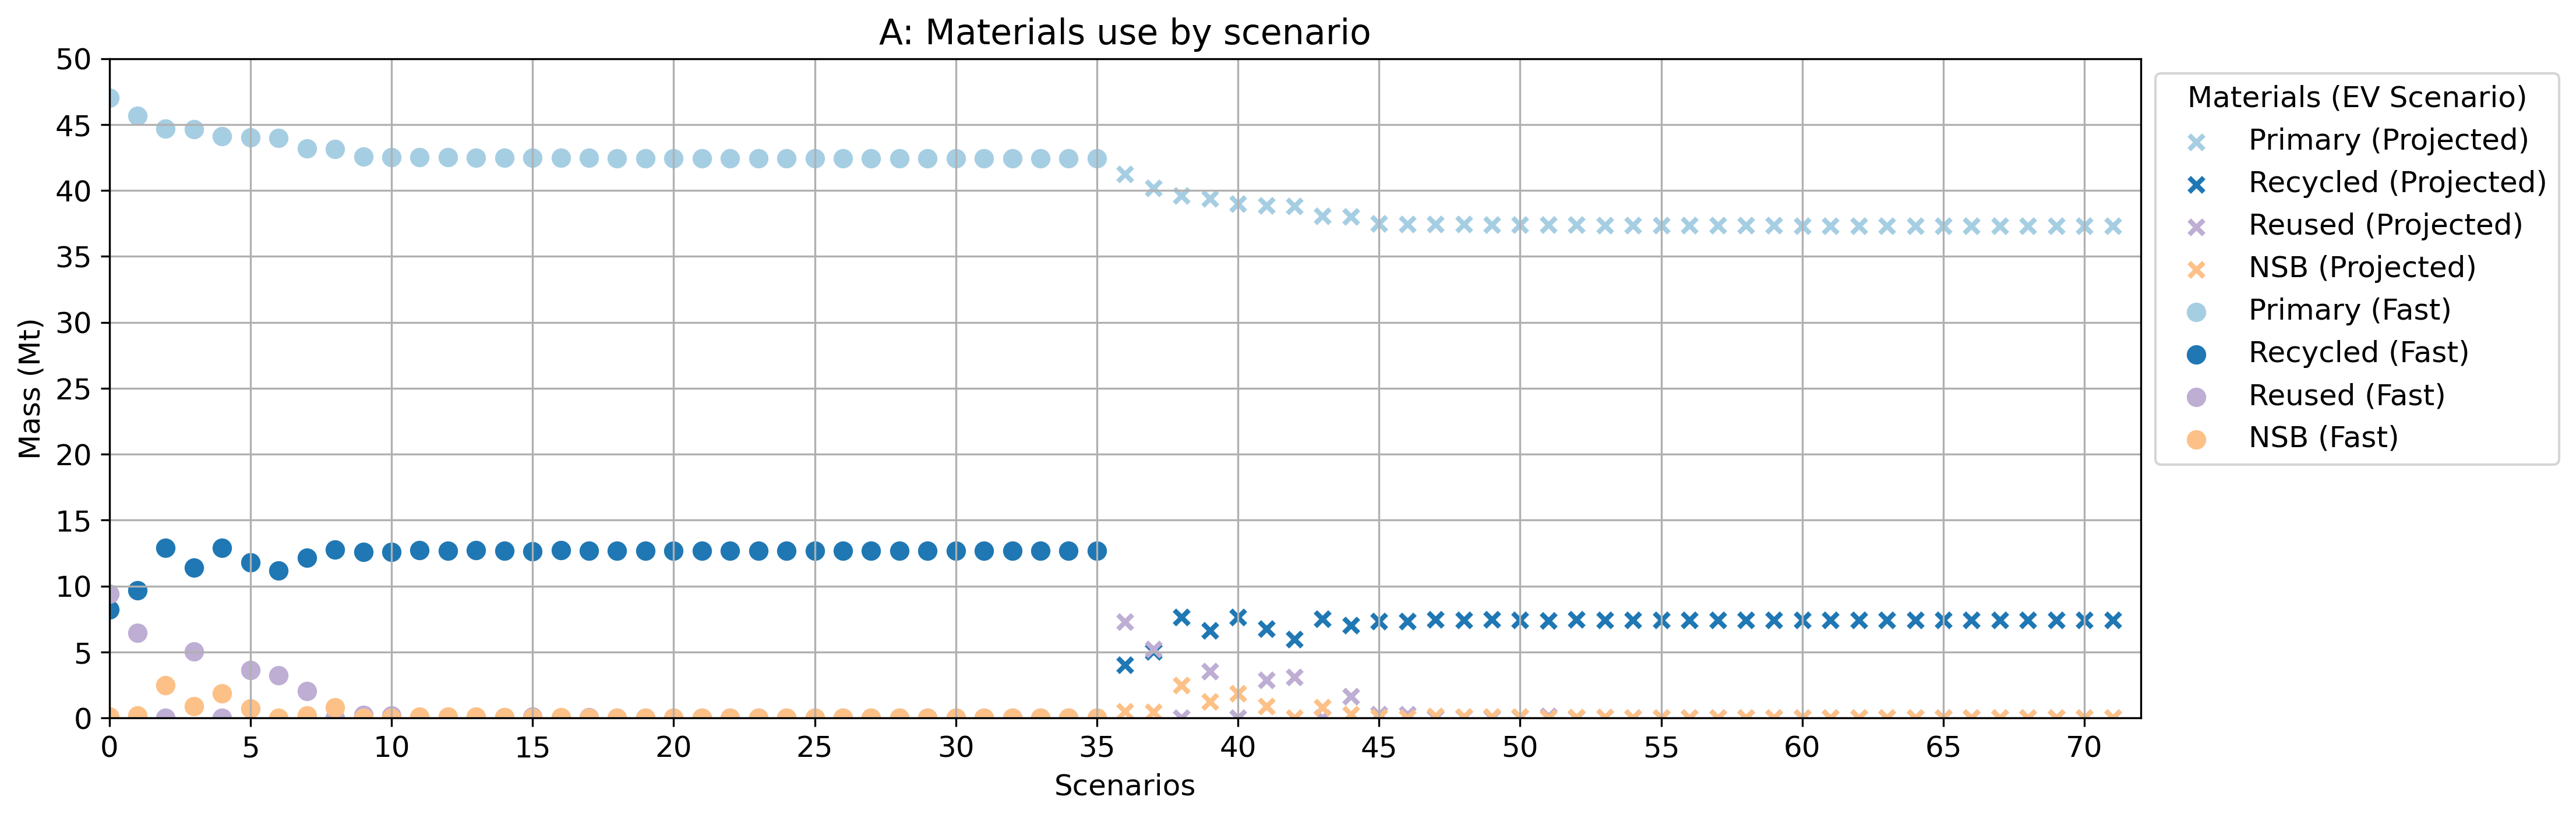 A: Materials use by scenario
50
45
40
35
30
25
20
15
10
5
0
Mass (Mt)
0 5 10 15 20 25 30 35 40 45 50 55 60 65 70
Scenarios
Materials (EV Scenario)
Primary (Projected)
Recycled (Projected)
Reused (Projected)
NSB (Projected)
Primary (Fast)
Recycled (Fast)
Reused (Fast)
NSB (Fast)